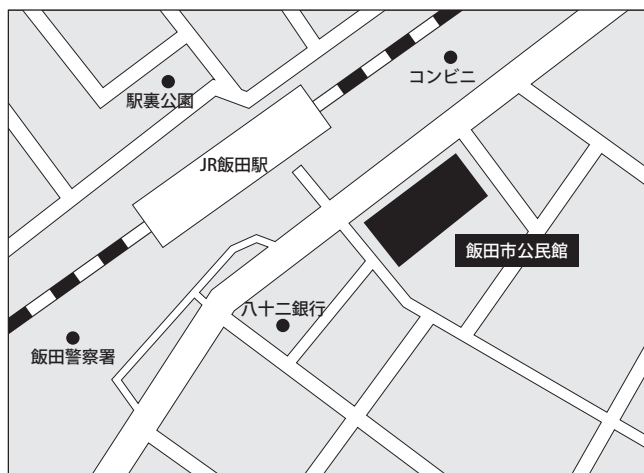 コンビニ
駅裏公園
JR飯田駅
飯田市公民館
八十二銀行
飯田警察署